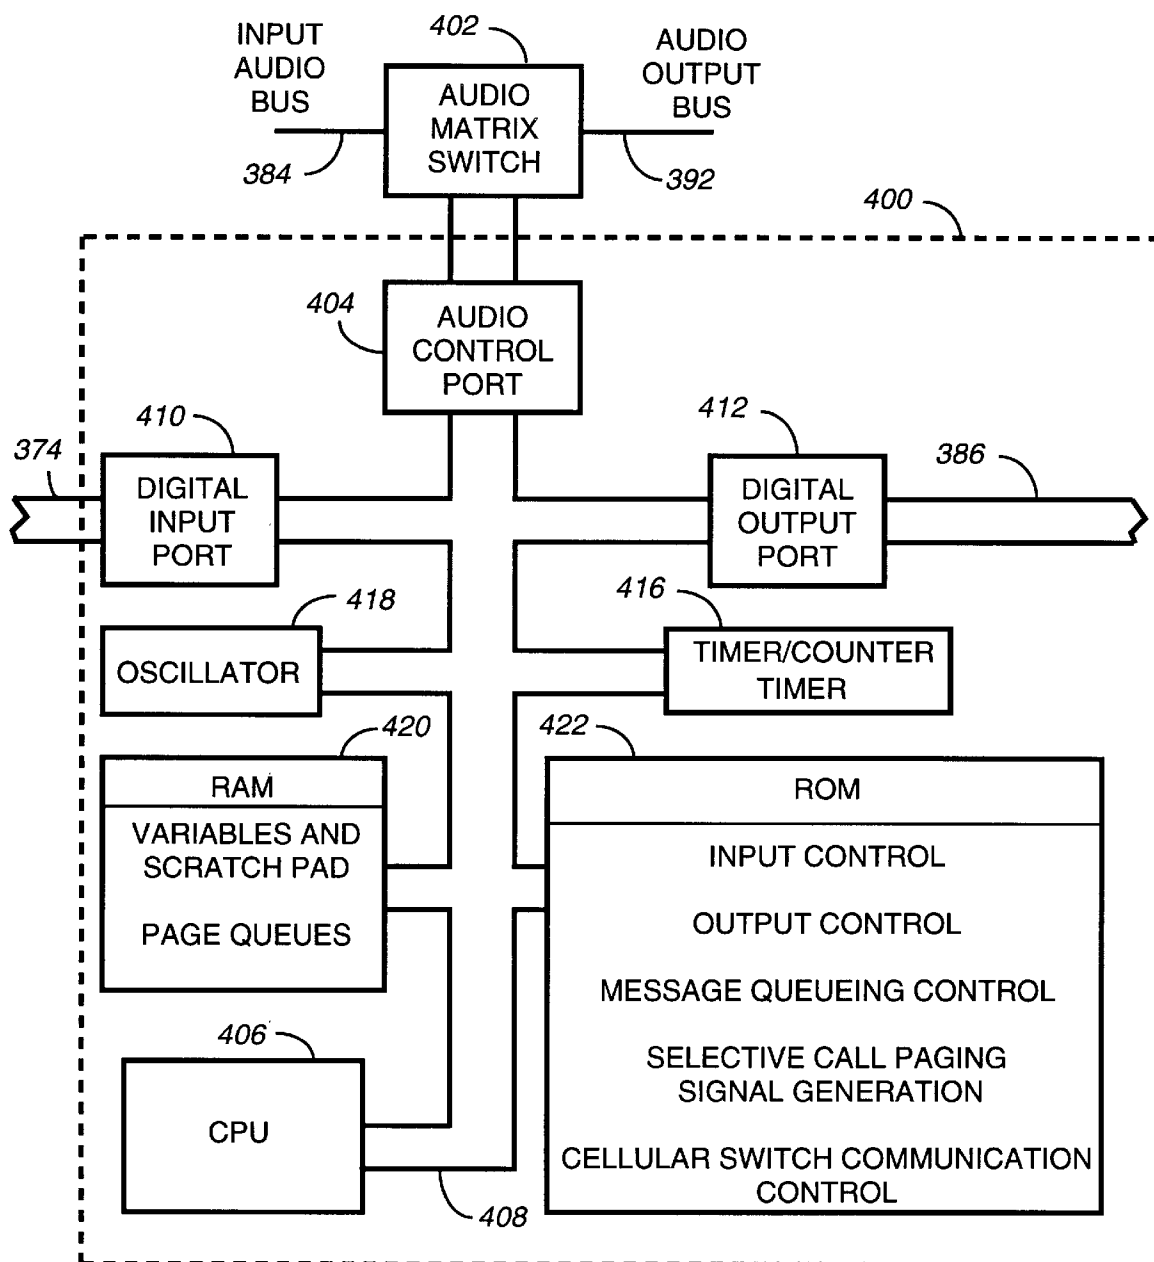 INPUT
AUDIO
BUS
402
AUDIO
OUTPUT
BUS
AUDIO
MATRIX
SWITCH
384
392
400
404
AUDIO
CONTROL
PORT
374
410
DIGITAL
INPUT
PORT
412
DIGITAL
OUTPUT
PORT
386
418
OSCILLATOR
416
TIMER/COUNTER
TIMER
420
RAM
VARIABLES AND
SCRATCH PAD
PAGE QUEUES
422
ROM
INPUT CONTROL
OUTPUT CONTROL
MESSAGE QUEUEING CONTROL
SELECTIVE CALL PAGING
SIGNAL GENERATION
CELLULAR SWITCH COMMUNICATION
CONTROL
406
CPU
408